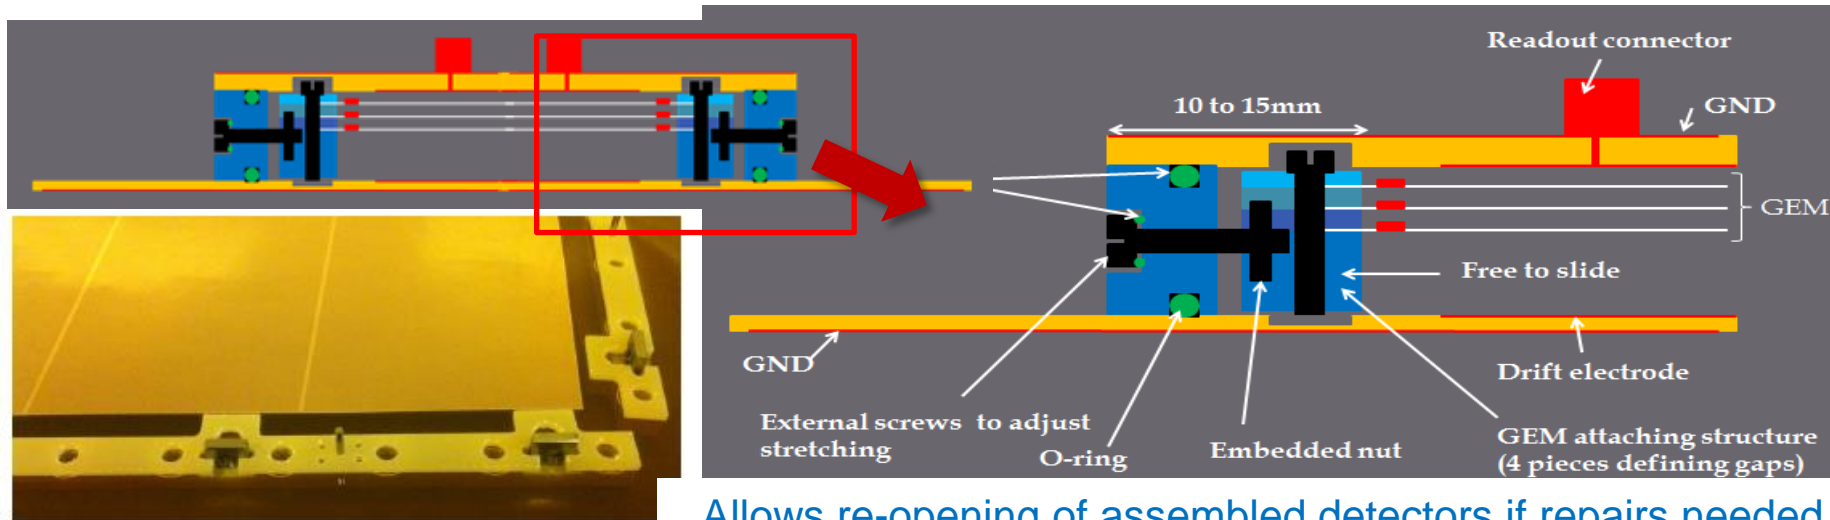 Readout connector
10 to 15mm
GND
GEM
Free to slide
GND
Drift electrode
External screws to adjust
stretching
O-ring
Embedded nut
GEM attaching structure
(4 pieces defining gaps)
Allows re-opening of assembled detectors if repairs needed